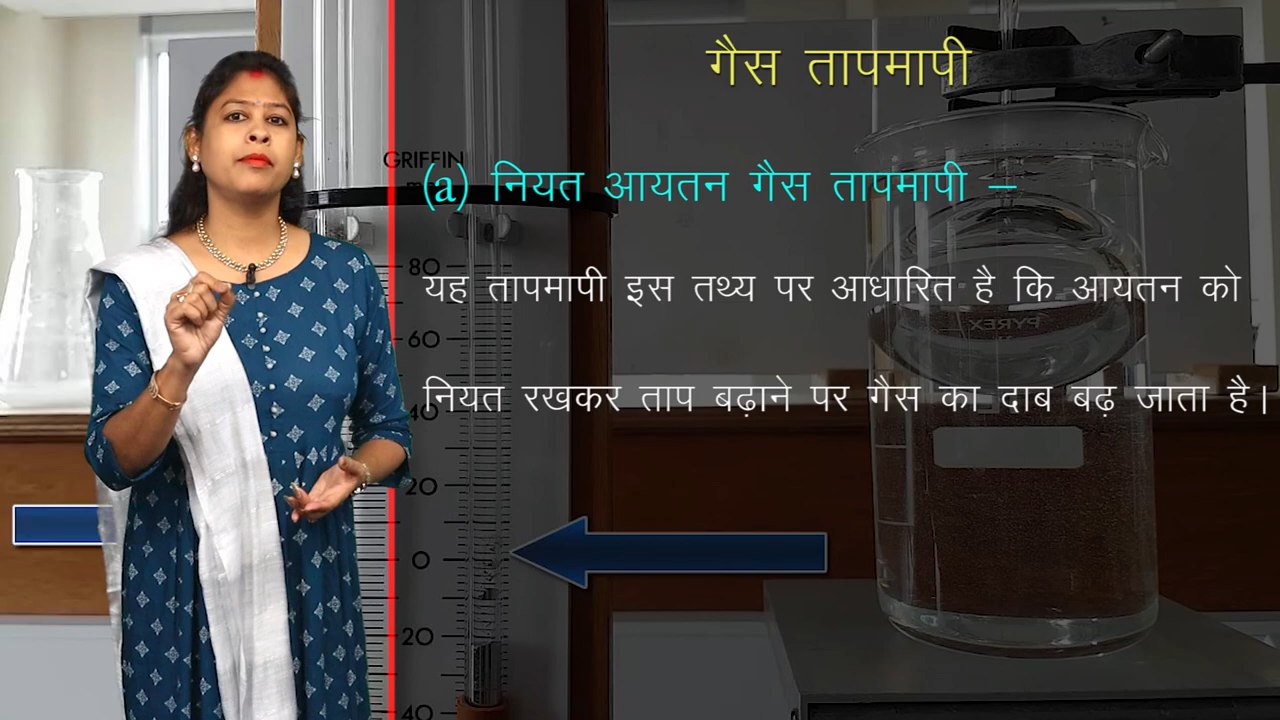 गैस तापमापी
GRIFFIN
(a) नियत आयतन गैस तापमापी –
80
यह तापमापी इस तथ्य पर आधारित है कि आयतन को
PYREX
60
नियत रखकर ताप बढ़ाने पर गैस का दाब बढ़ जाता है।
40
20
0
20
40